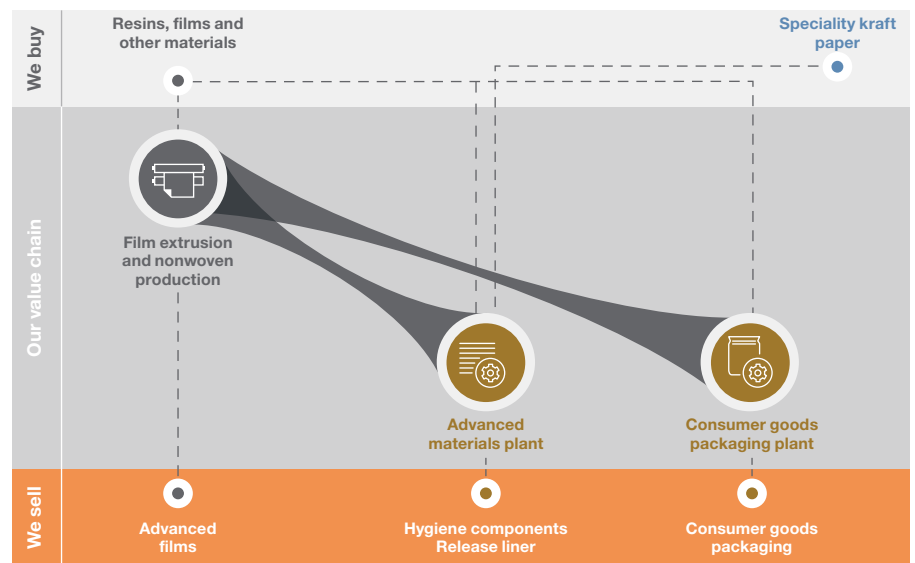 We buy
Resins, films and
other materials
Speciality kraft
paper
Our value chain
Film extrusion
and nonwoven
production
Advanced
materials plant
Consumer goods
packaging plant
We sell
Advanced
films
Hygiene components
Release liner
Consumer goods
packaging